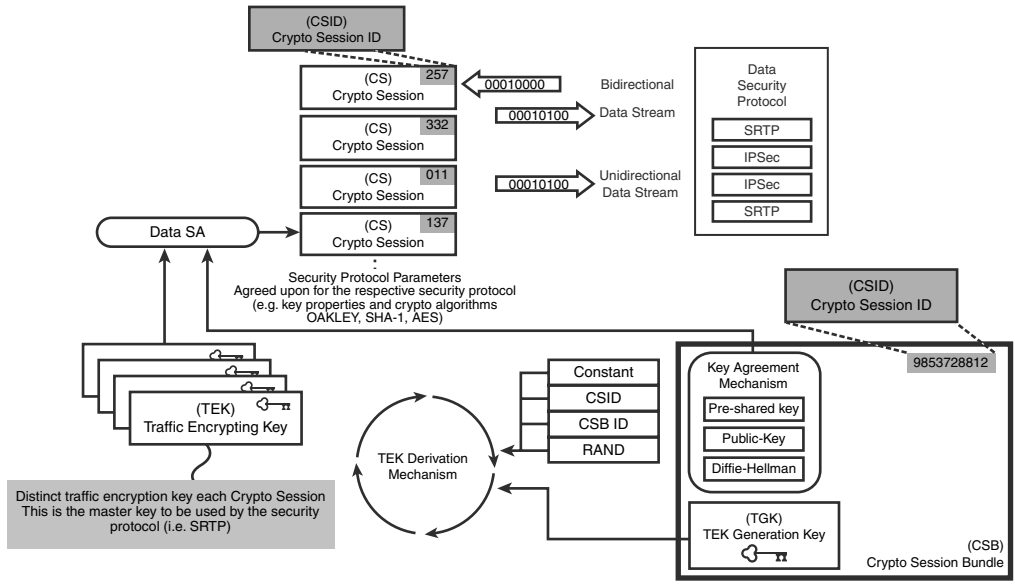 (CSID)
Crypto Session ID
(CS)
257
Crypto Session
00010000
Bidirectional
00010100
Data Stream
(CS)
332
Crypto Session
(CS)
011
Crypto Session
00010100
Unidirectional
Data Stream
(CS)
137
Crypto Session
Data
Security
Protocol
SRTP
IPSec
IPSec
SRTP
Data SA
Security Protocol Parameters
Agreed upon for the respective security protocol
(e.g. key properties and crypto algorithms
OAKLEY, SHA-1, AES)
(CSID)
Crypto Session ID
9853728812
Key Agreement
Mechanism
Pre-shared key
Public-Key
Diffie-Hellman
(TGK)
TEK Generation Key
(CSB)
Crypto Session Bundle
Constant
CSID
CSB ID
RAND
TEK Derivation
Mechanism
(TEK)
Traffic Encrypting Key
Distinct traffic encryption key each Crypto Session
This is the master key to be used by the security
protocol (i.e. SRTP)